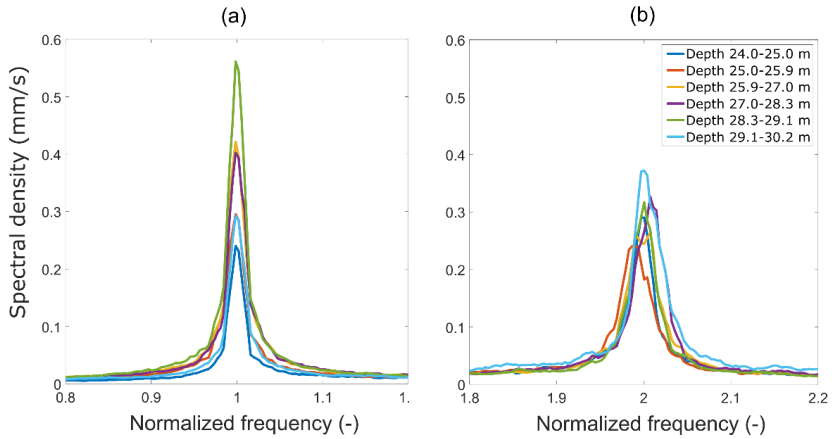 (a)
(b)
0.6
0.5
0.4
0.3
0.2
0.1
0
0.8
0.9
1
1.1
1.
Spectral density (mm/s)
Normalized frequency (-)
0.6
0.5
0.4
0.3
0.2
0.1
0
1.8
1.9
2
2.1
2.2
Normalized frequency (-)
Depth 24.0-25.0 m
Depth 25.0-25.9 m
Depth 25.9-27.0 m
Depth 27.0-28.3 m
Depth 28.3-29.1 m
Depth 29.1-30.2 m